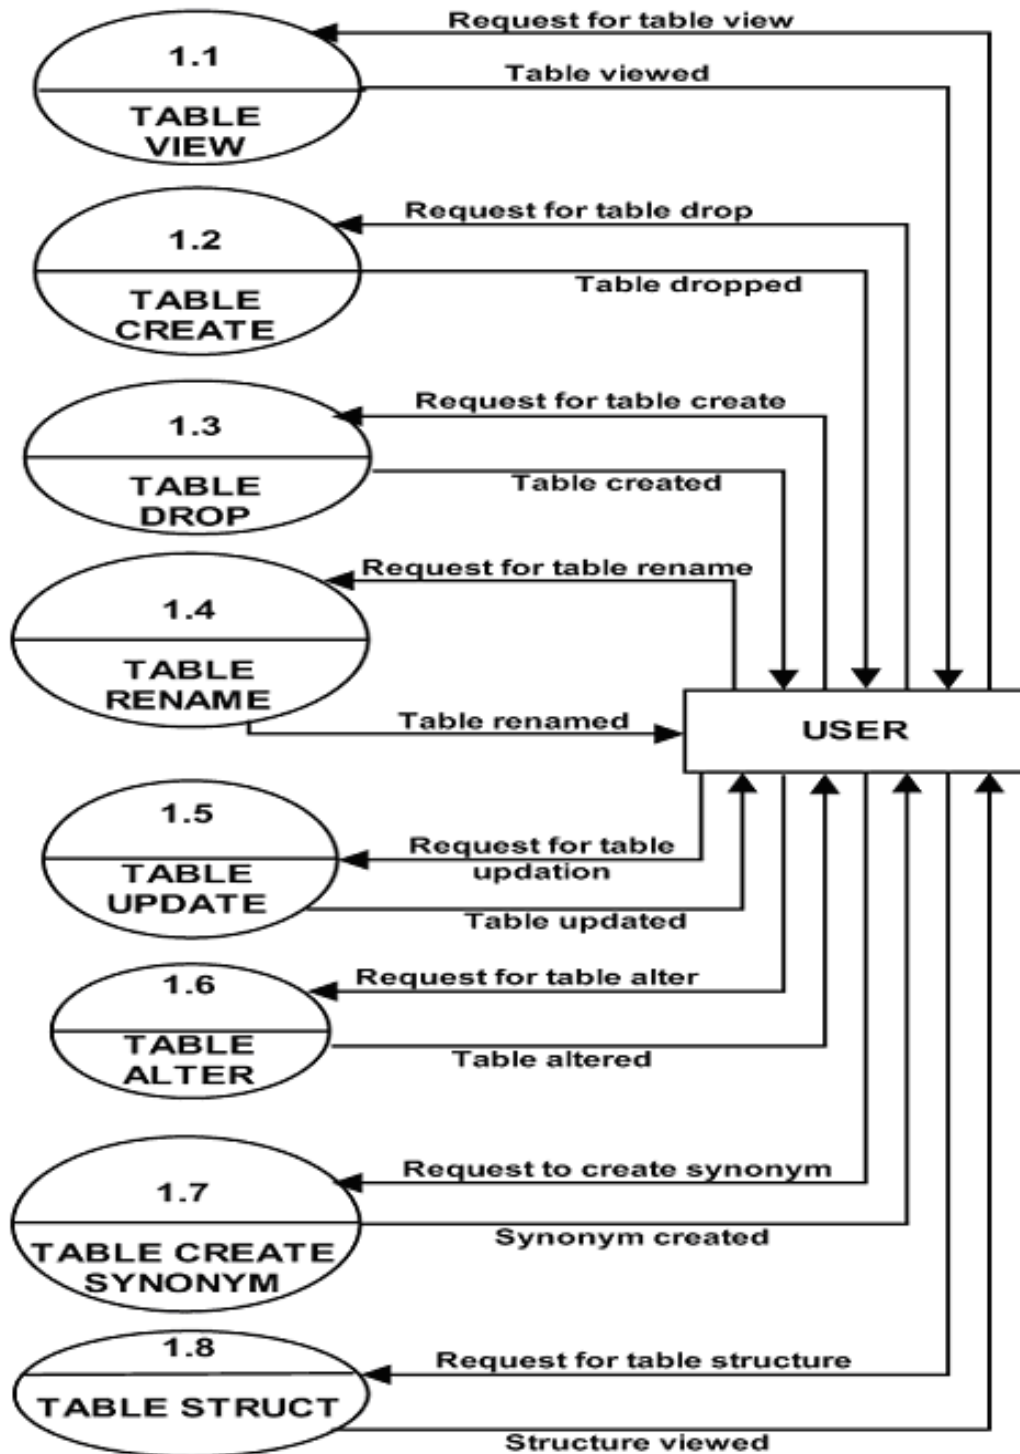 Request for table view
1.1
Table viewed
TABLE
VIEW
Request for table drop
1.2
Table dropped
TABLE
CREATE
Request for table create
1.3
Table created
TABLE
DROP
Request for table rename
1.4
TABLE
RENAME
Table renamed
USER
1.5
Request for table
updation
TABLE
UPDATE
Table updated
Request for table alter
1.6
TABLE
ALTER
Table altered
Request to create synonym
1.7
Synonym created
TABLE CREATE
SYNONYM
1.8
Request for table structure
TABLE STRUCT
Structure viewed